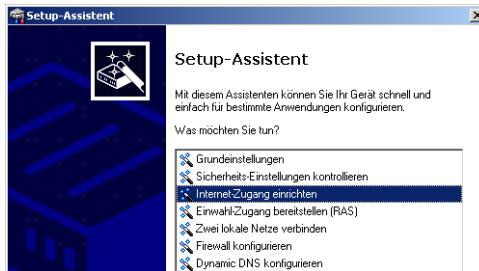 Setup-Assistent
Setup-Assistent
Mit diesem Assistenten können Sie Ihr Gerät schnell und
einfach für bestimmte Anwendungen konfigurieren.
Was möchten Sie tun?
Grundeinstellungen
Sicherheits-Einstellungen kontrollieren
Internet-Zugang einrichten
Einwahl-Zugang bereitstellen (RAS)
Zwei lokale Netze verbinden
Firewall konfigurieren
Dynamic DNS konfigurieren